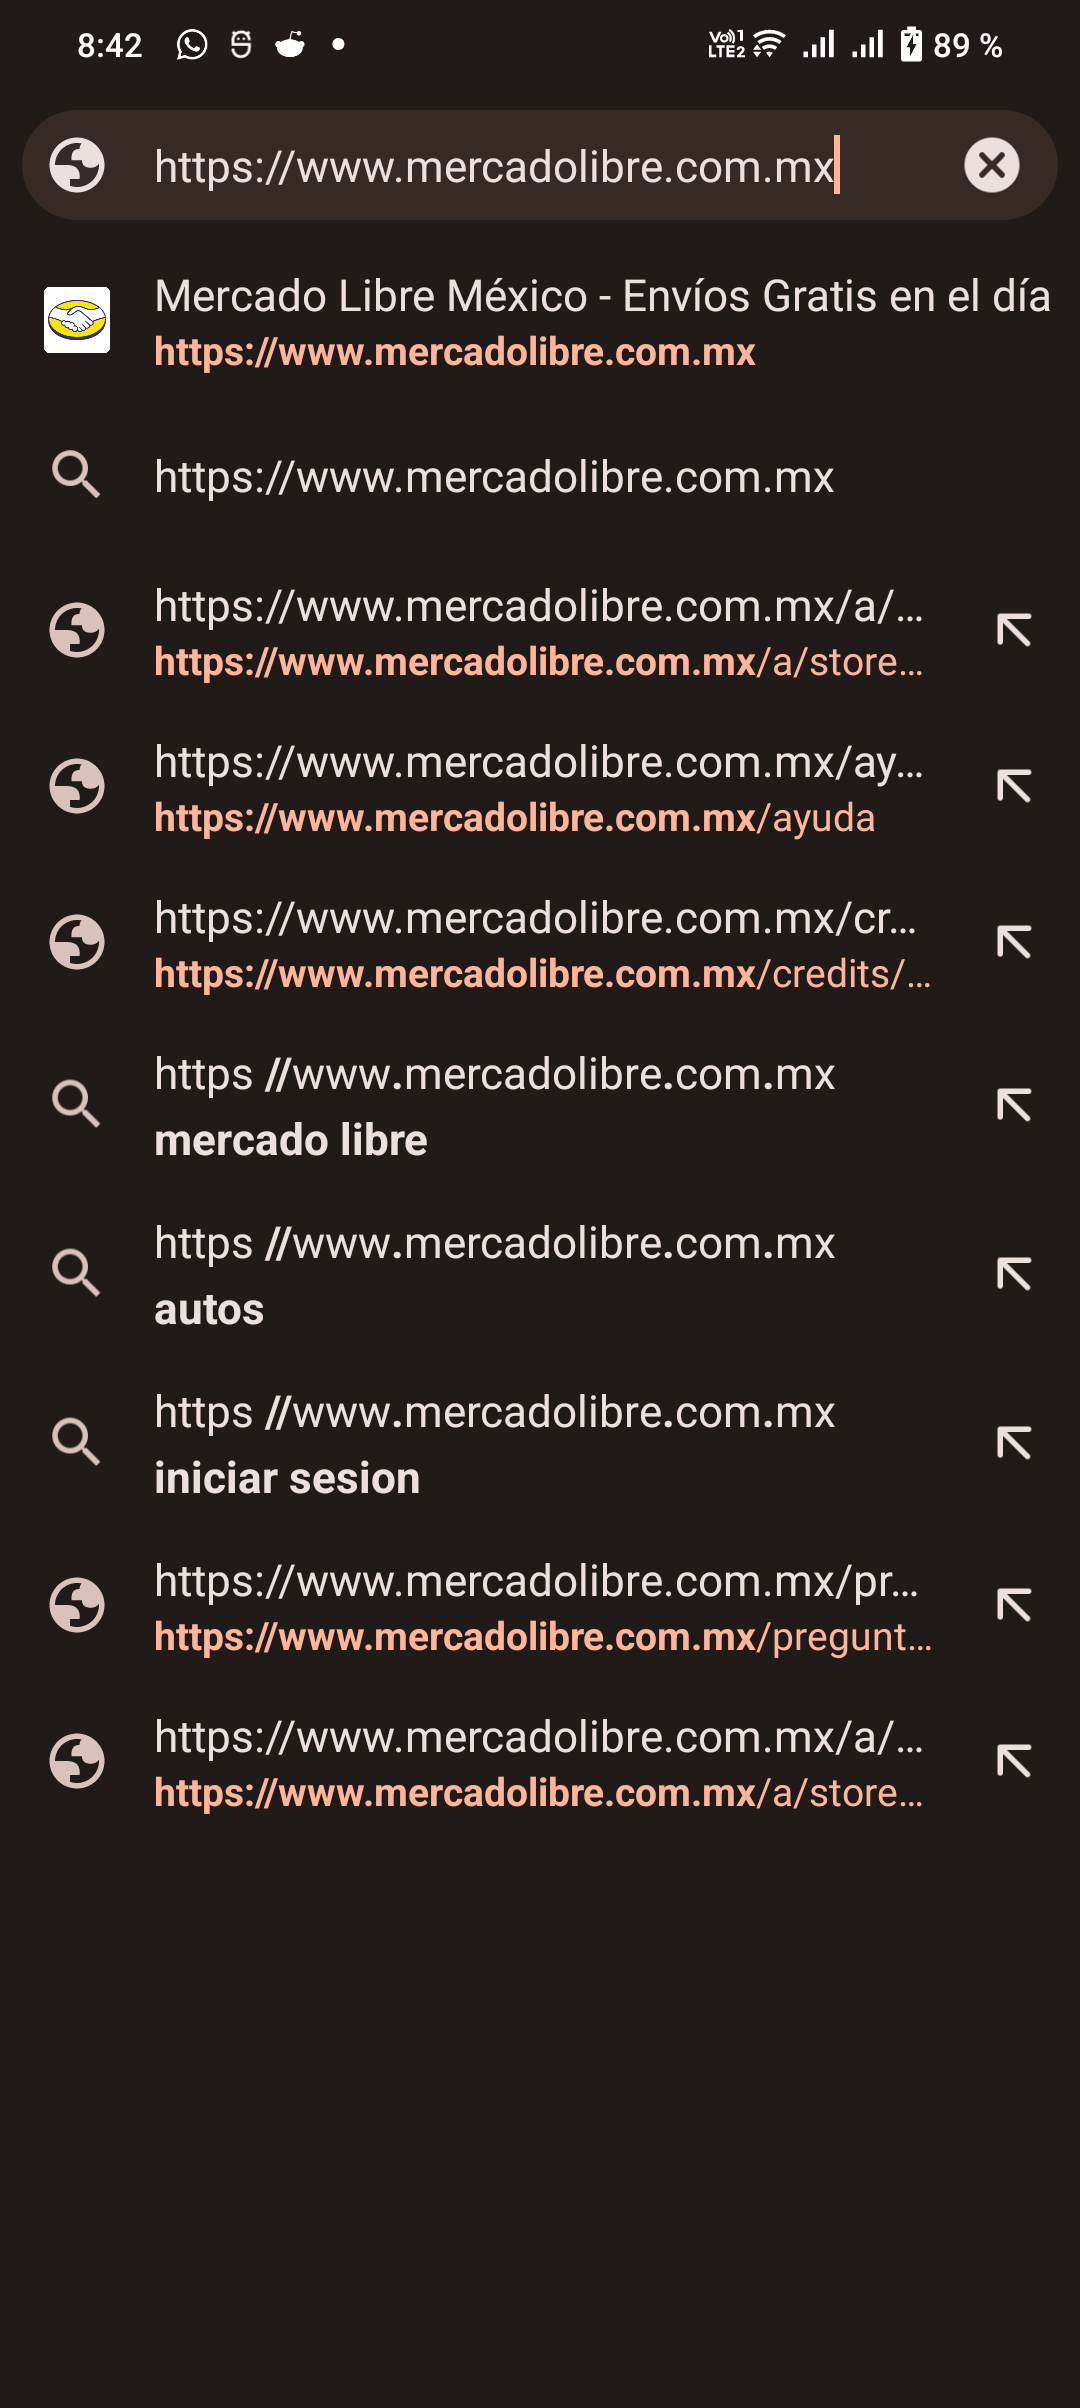 8:42
Vo)) 1
LTE2
89 %
https://www.mercadolibre.com.mx
Mercado Libre México - Envíos Gratis en el día
https://www.mercadolibre.com.mx
https://www.mercadolibre.com.mx
https://www.mercadolibre.com.mx/a/...
https://www.mercadolibre.com.mx/a/store...
https://www.mercadolibre.com.mx/ay...
https://www.mercadolibre.com.mx/ayuda
https://www.mercadolibre.com.mx/cr...
https://www.mercadolibre.com.mx/credits/...
https //www.mercadolibre.com.mx
mercado libre
https //www.mercadolibre.com.mx
autos
https //www.mercadolibre.com.mx
iniciar sesion
https://www.mercadolibre.com.mx/pr...
https://www.mercadolibre.com.mx/pregunt...
https://www.mercadolibre.com.mx/a/...
https://www.mercadolibre.com.mx/a/store...